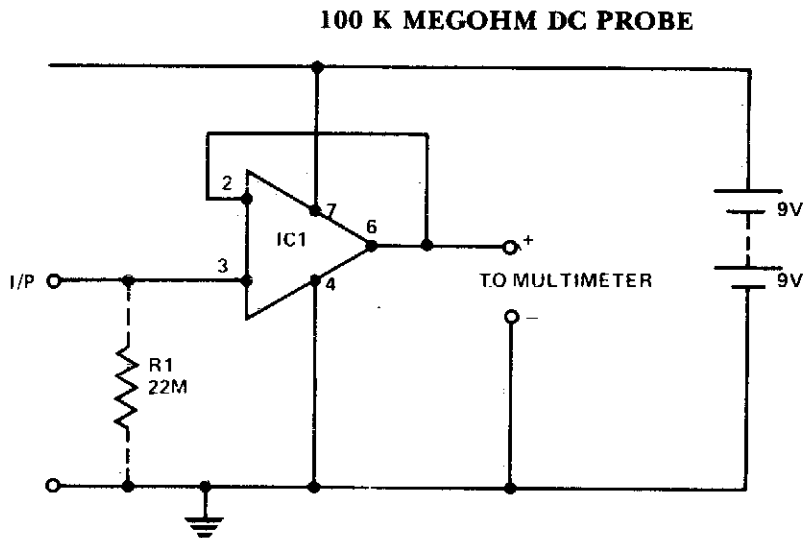 100 K MEGOHM DC PROBE
2
7
6
IC1
3
4
I/P
+
TO MULTIMETER
–
R1
22M
9V
9V